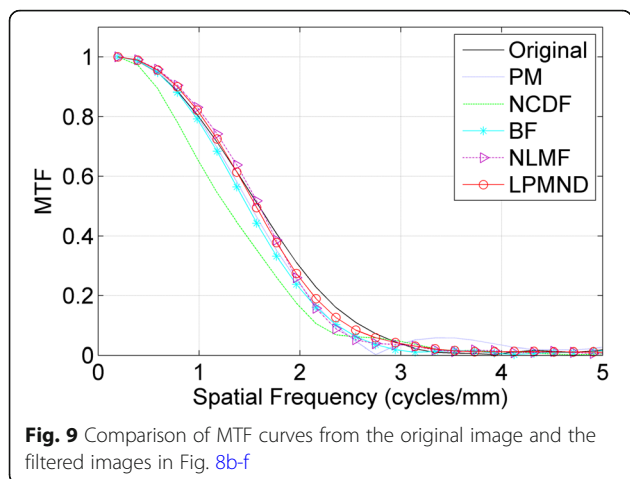 1
0.8
0.6
0.4
0.2
0
MTF
Original
PM
NCDF
BF
NLMF
LPMND
0 1 2 3 4 5
Spatial Frequency (cycles/mm)
Fig. 9 Comparison of MTF curves from the original image and the
filtered images in Fig. 8b-f